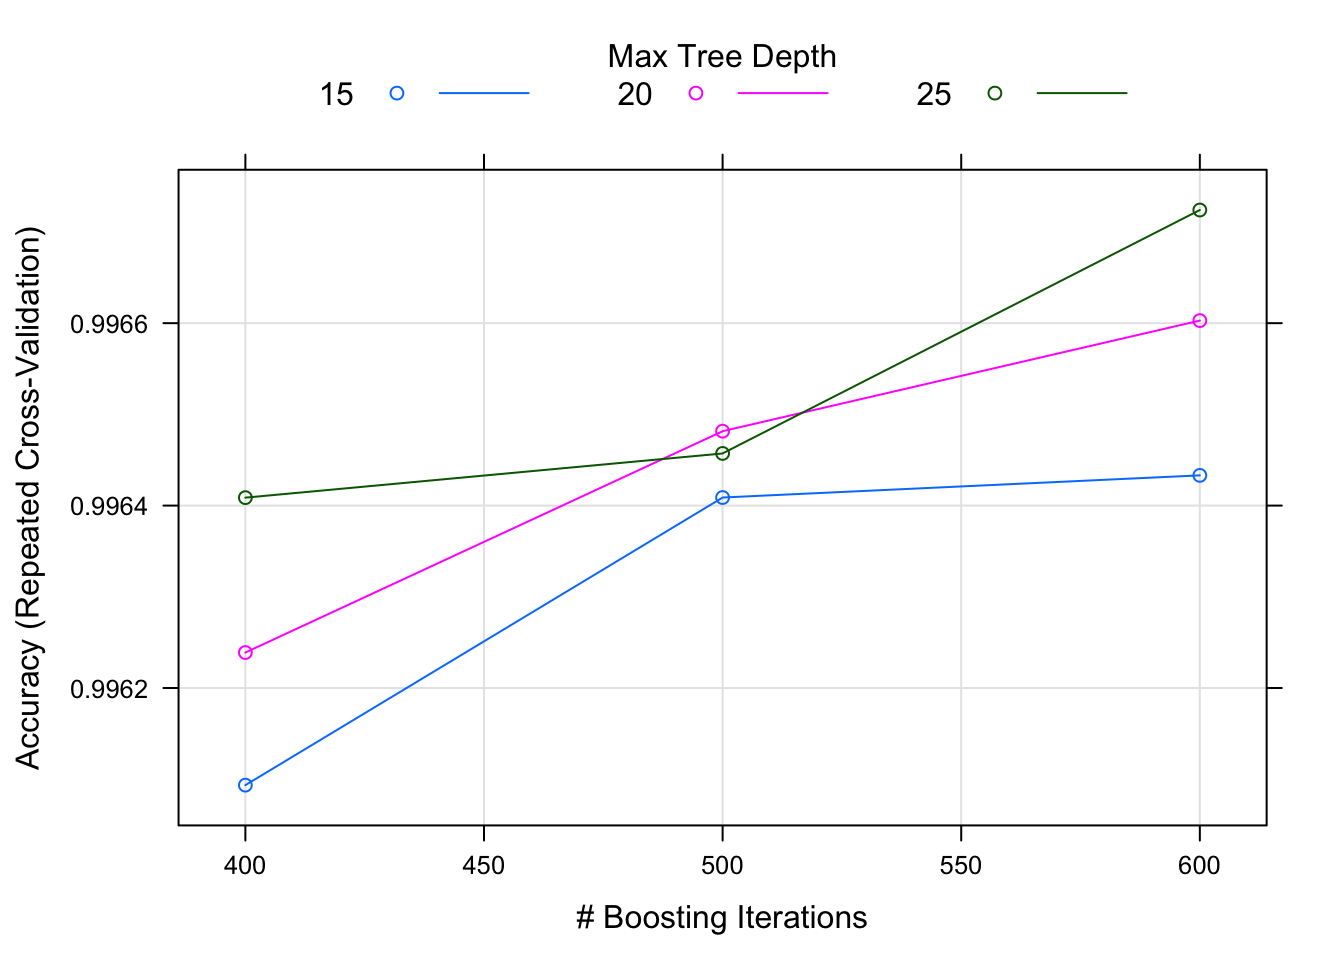 Max Tree Depth
15 20 25
Accuracy (Repeated Cross-Validation)
0.9966
0.9964
0.9962
400 450 500 550 600
# Boosting Iterations